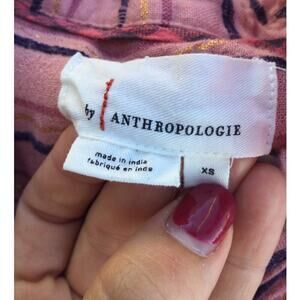 by ANTHROPOLOGIE
made in india
fabriqué en inde
XS